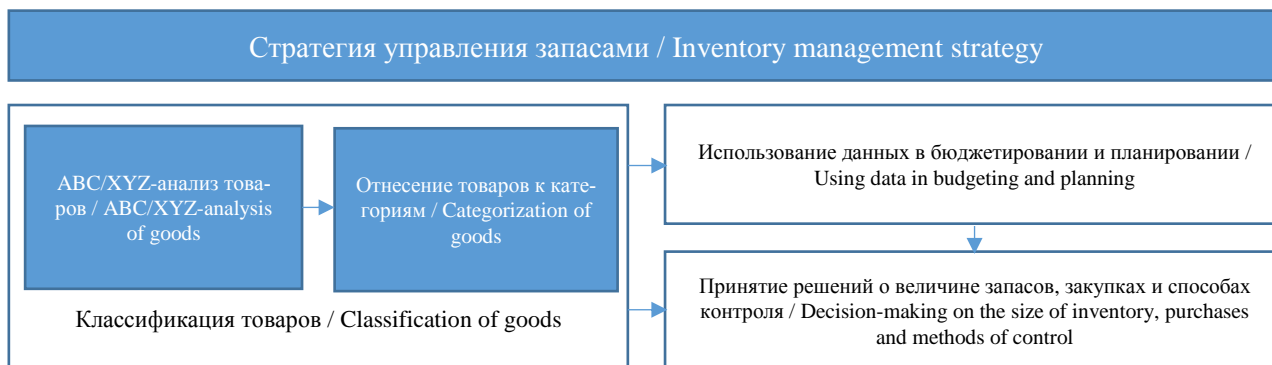 Стратегия управления запасами / Inventory management strategy
ABC/XYZ-анализ това-
ров / ABC/XYZ-analysis
of goods
Отнесение товаров к кате-
гориям / Categorization of
goods
Классификация товаров / Classification of goods
Использование данных в бюджетировании и планировании /
Using data in budgeting and planning
Принятие решений о величине запасов, закупках и способах
контроля / Decision-making on the size of inventory, purchases
and methods of control